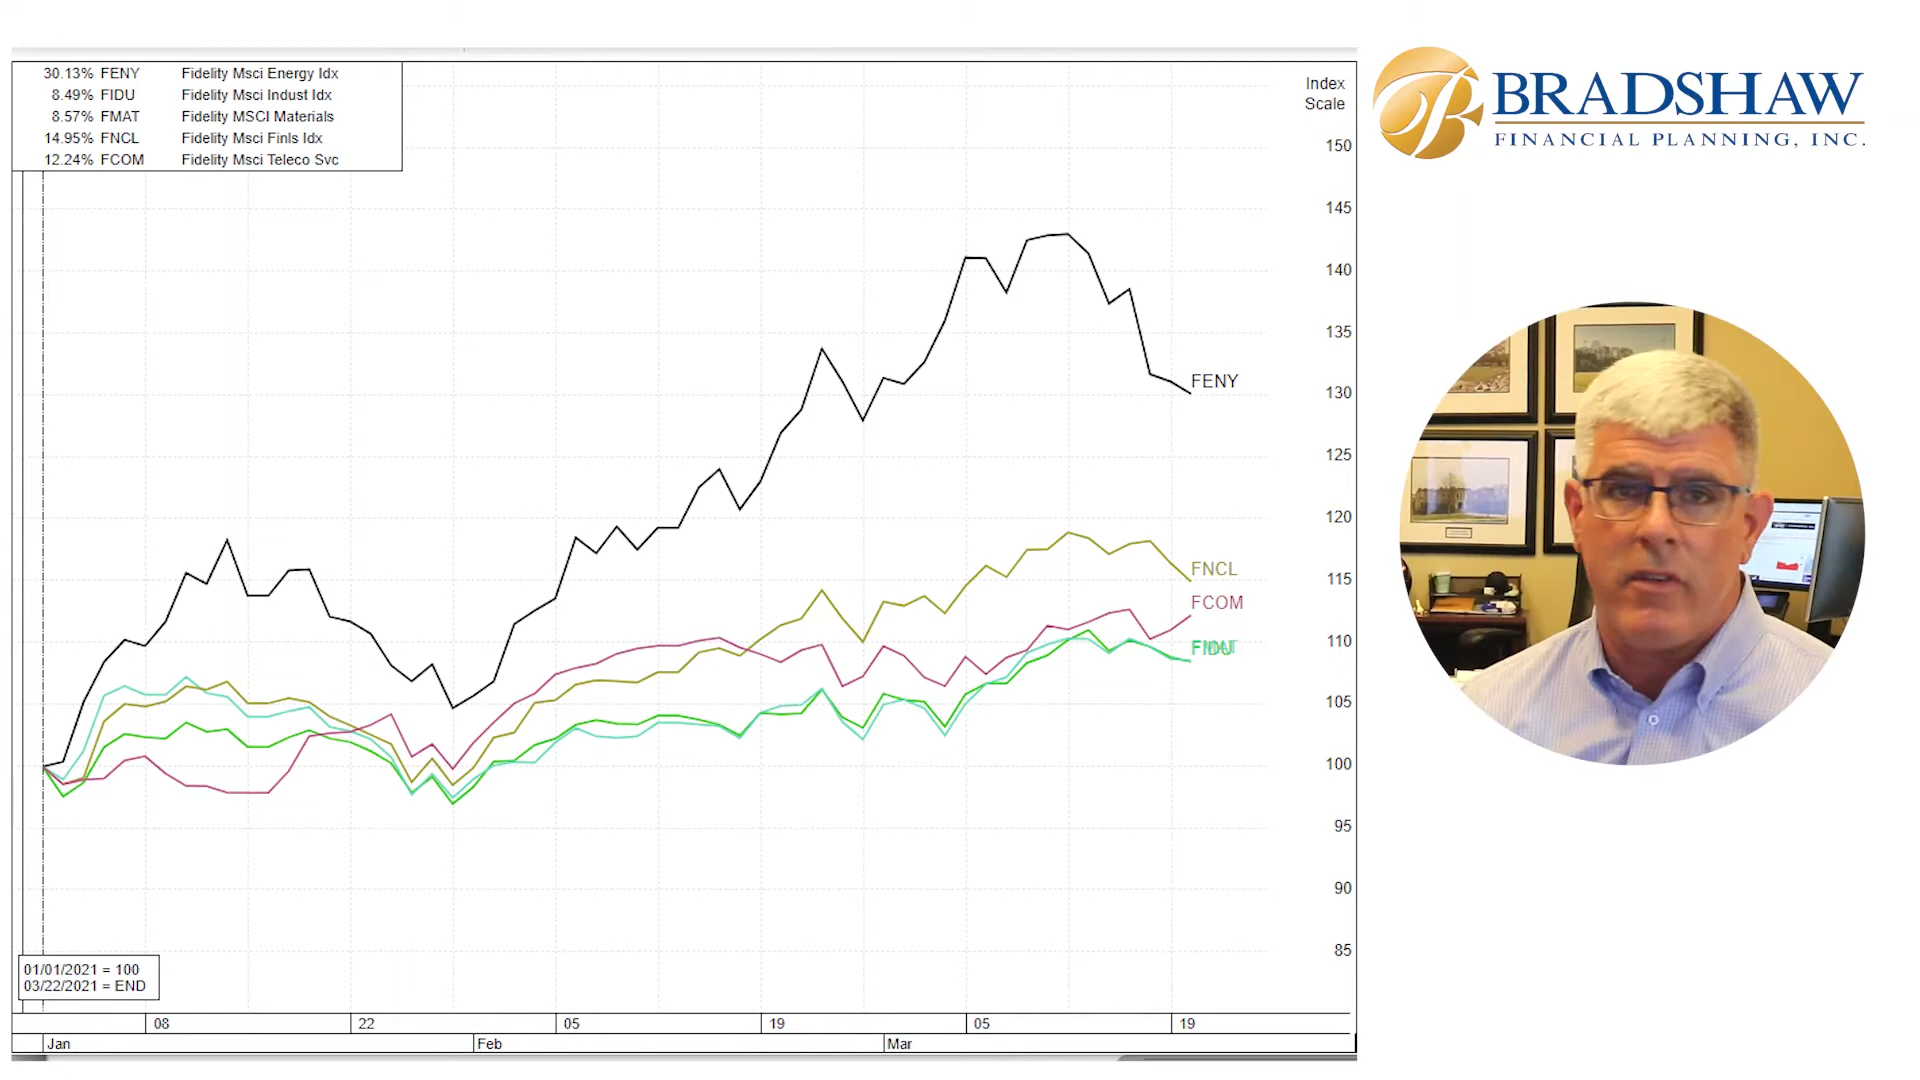 30.13% FENY Fidelity Msci Energy Idx
8.49% FIDU Fidelity Msci Indust Idx
8.57% FMAT Fidelity MSCI Materials
14.95% FNCL Fidelity Msci Finls Idx
12.24% FCOM Fidelity Msci Teleco Svc
Index
Scale
150
145
140
135
130
125
120
115
110
105
100
95
90
85
FENY
FNCL
FCOM
FIDU
01/01/2021 = 100
03/22/2021 = END
08 22 05 19 05 19
Jan Feb Mar
BRADSHAW
FINANCIAL PLANNING, INC.